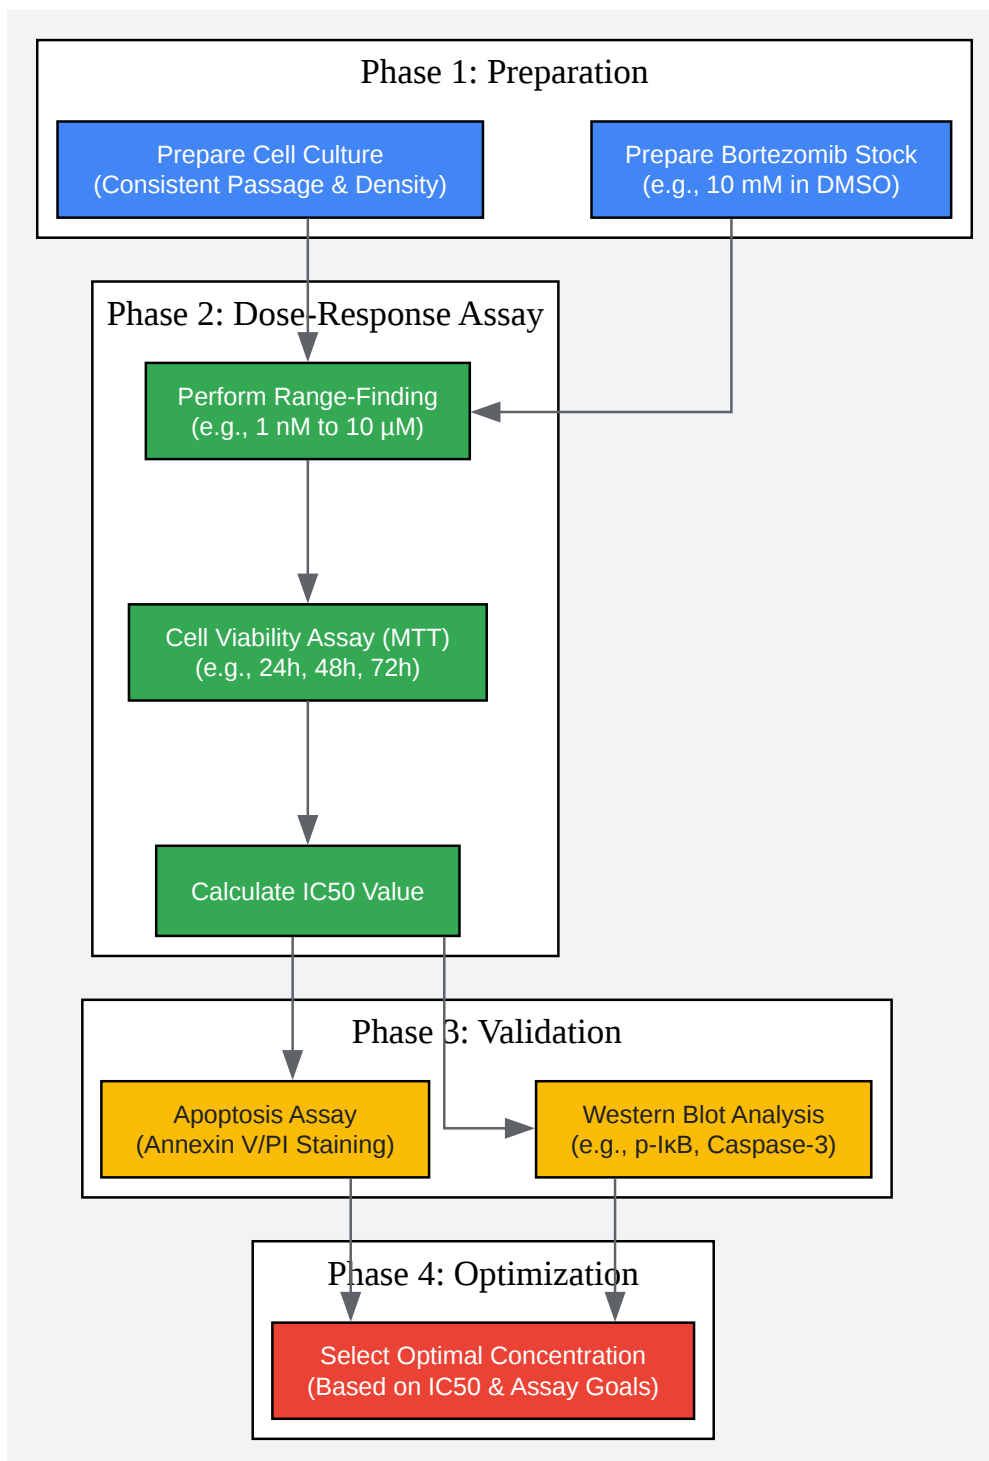 Phase 1: Preparation
Prepare Cell Culture
(Consistent Passage & Density)
Prepare Bortezomib Stock
(e.g., 10 mM in DMSO)
Phase 2: Dose-Response Assay
Perform Range-Finding
(e.g., 1 nM to 10 µM)
Cell Viability Assay (MTT)
(e.g., 24h, 48h, 72h)
Calculate IC50 Value
Phase 3: Validation
Apoptosis Assay
(Annexin V/PI Staining)
Western Blot Analysis
(e.g., p-IκB, Caspase-3)
Phase 4: Optimization
Select Optimal Concentration
(Based on IC50 & Assay Goals)